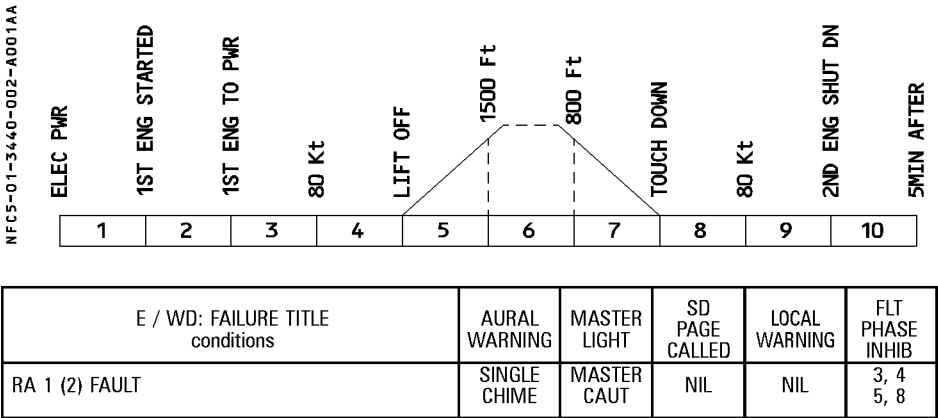 NFC5-01-3440-002-A001AA
ELEC PWR
1ST ENG STARTED
1ST ENG TO PWR
80 Kt
LIFT OFF
1500 Ft
800 Ft
TOUCH DOWN
80 Kt
2ND ENG SHUT DN
5MIN AFTER
1 2 3 4 5 6 7 8 9 10
E / WD: FAILURE TITLE
conditions
AURAL
WARNING
MASTER
LIGHT
SD
PAGE
CALLED
LOCAL
WARNING
FLT
PHASE
INHIB
RA 1 (2) FAULT
SINGLE
CHIME
MASTER
CAUT
NIL
NIL
3, 4
5, 8